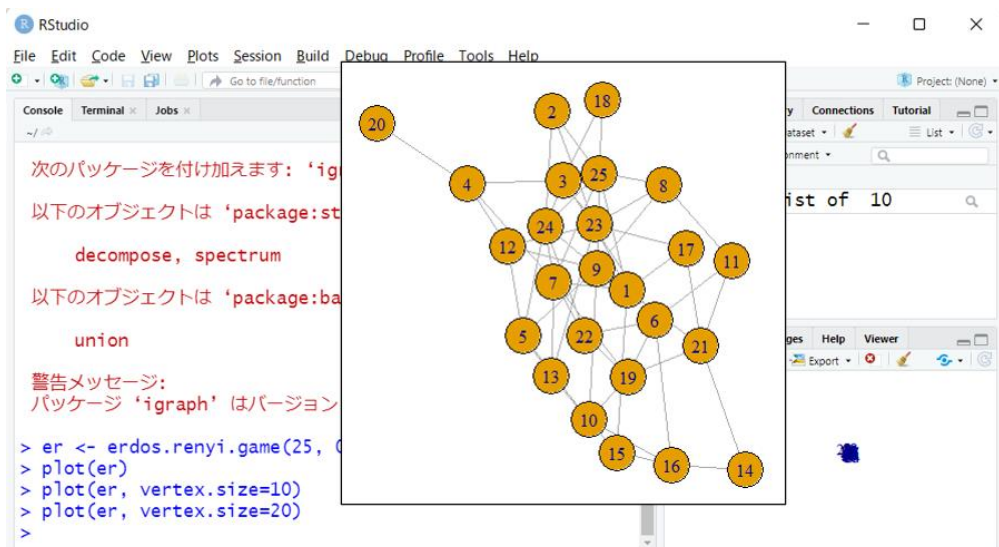 RStudio
File Edit Code View Plots Session Build Debug Profile Tools Help
Go to file/function
Project: (None)
Console Terminal Jobs
~/
次のパッケージを付け加えます: ‘ig
以下のオブジェクトは ‘package:st
decompose, spectrum
以下のオブジェクトは ‘package:ba
union
警告メッセージ:
パッケージ ‘igraph’ はバージョン
> er <- erdos.renyi.game(25, 0
> plot(er)
> plot(er, vertex.size=10)
> plot(er, vertex.size=20)
>
20
2
18
4
3
25
8
24
23
12
17
11
9
7
1
6
5
22
21
13
19
10
15
16
14
y Connections Tutorial
ataset
List
onment
ist of 10
ges Help Viewer
Export